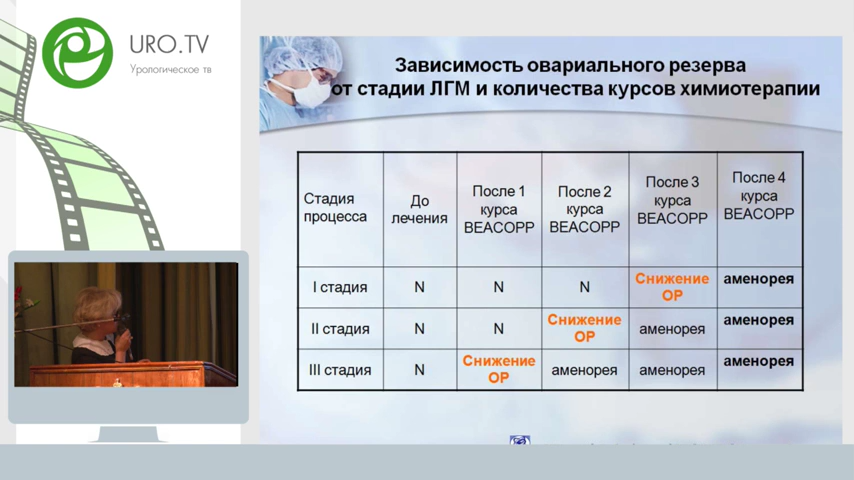 URO.TV
Урологическое тв
Зависимость овариального резерва
от стадии ЛГМ и количества курсов химиотерапии
Стадия процесса
До лечения
После 1 курса BEACOPP
После 2 курса BEACOPP
После 3 курса BEACOPP
После 4 курса BEACOPP
I стадия N N N Снижение ОР аменорея
II стадия N N Снижение ОР аменорея аменорея
III стадия N Снижение ОР аменорея аменорея аменорея